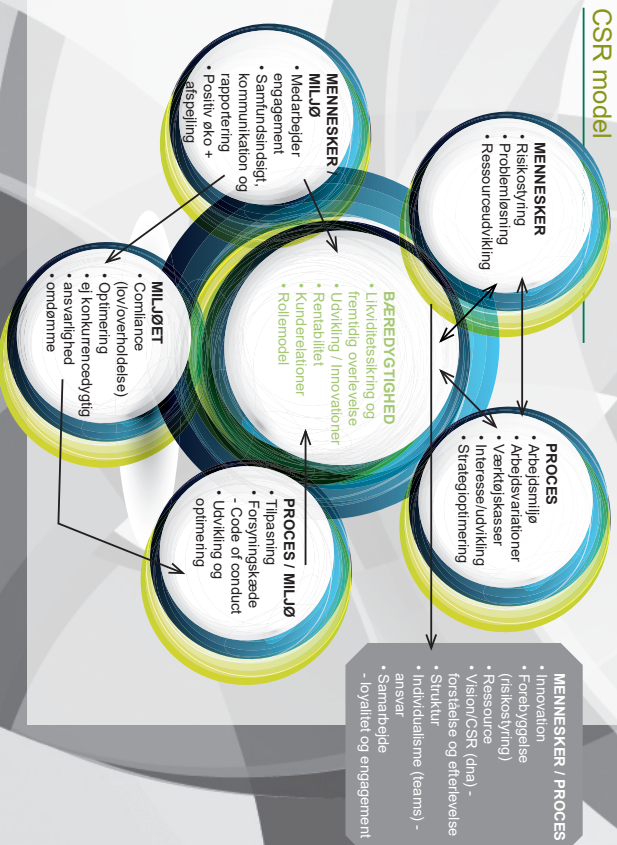 CSR model
MENNESKER
• Risikostyring
• Problemløsning
• Ressourceudvikling
PROCES
• Arbejdsmiljø
• Arbejdsvariationer
• Værktøjskasser
• Interesse/udvikling
• Strategioptimering
MENNESKER / PROCES
• Innovation
• Forebyggelse
(risikostyring)
• Ressource
• Vision/CSR (dna) -
forståelse og efterlevelse
• Struktur
• Individualisme (teams) -
ansvar
• Samarbejde
- loyalitet og engagement
MENNESKER /
MILJØ
• Medarbejder
engagement
• Samfundsindsigt,
kommunikation og
rapportering
• Positiv øko +
afspejling
BÆREDYGTIGHED
• Likviditetssikring og
fremtidig overlevelse
• Udvikling / Innovationer
• Rentabilitet
• Kunderelationer
• Rollemodel
PROCES / MILJØ
• Tilpasning
• Forsyningskæde
- Code of conduct
• Udvikling og
optimering
MILJØET
• Comliance
(lov/overholdelse)
• Optimering
• ej konkurrencedygtig
• ansvarlighed
• omdømme